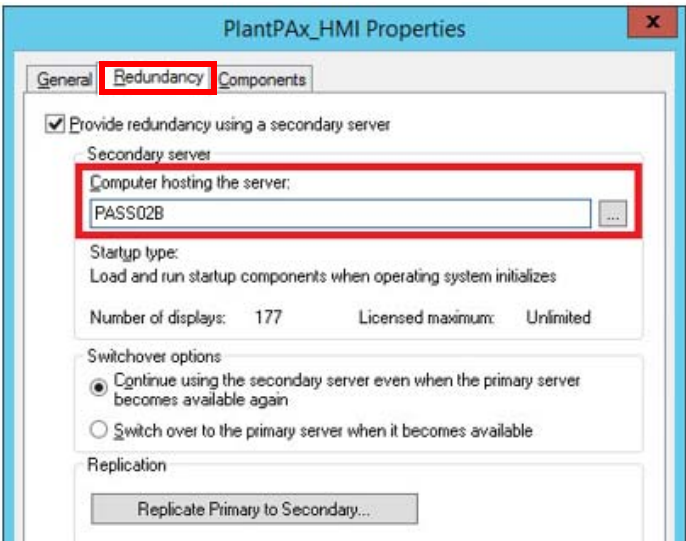 PlantPAx_HMI Properties
x
General Redundancy Components
Provide redundancy using a secondary server
Secondary server
Computer hosting the server:
PASS02B
...
Startup type:
Load and run startup components when operating system initializes
Number of displays: 177 Licensed maximum: Unlimited
Switchover options
Continue using the secondary server even when the primary server
becomes available again
Switch over to the primary server when it becomes available
Replication
Replicate Primary to Secondary...